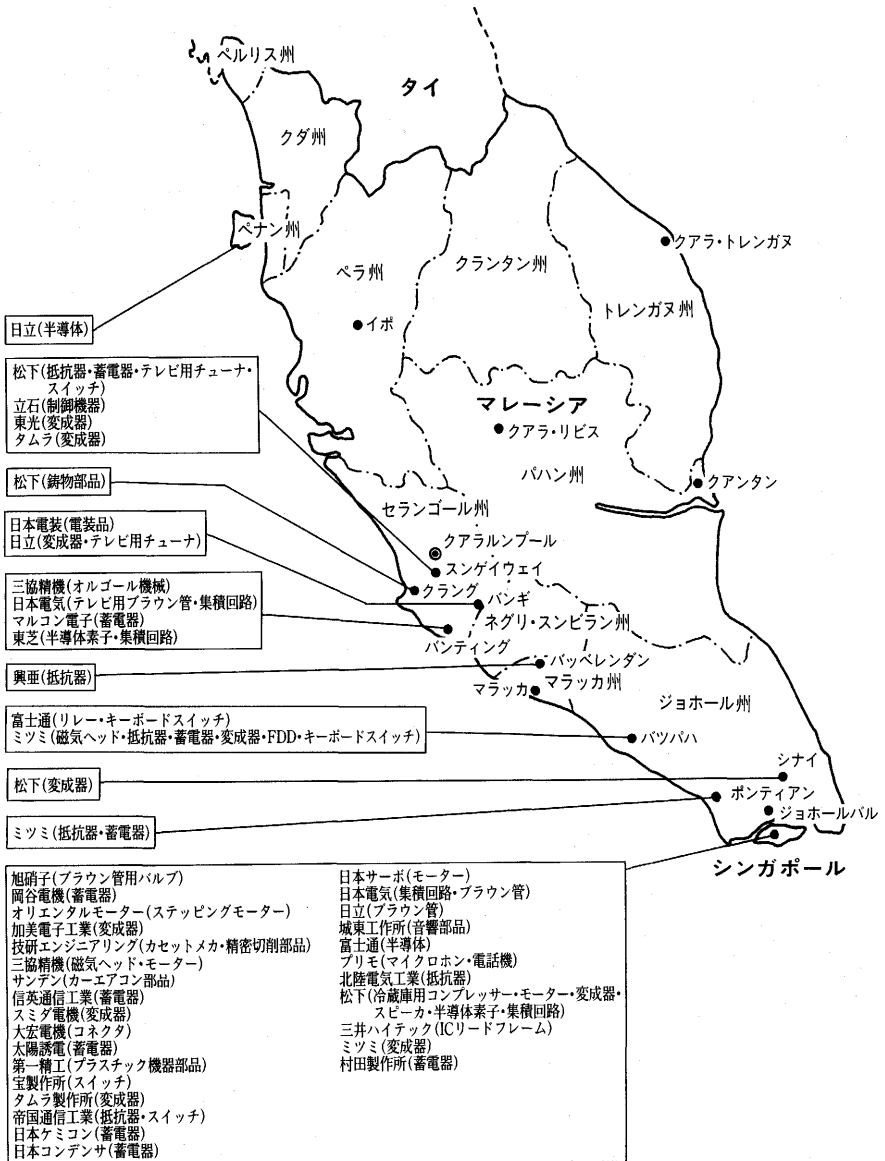 ペルリス州
タイ
クダ州
ペナン州
ペラ州
クランタン州
クアラ・トレンガヌ
トレンガヌ州
イポ
マレーシア
クアラ・リピス
パハン州
クアンタン
セランゴール州
クアラルンプール
スンゲイウェイ
クラング
バンギ
ネグリ・スンビラン州
バンティング
バッベレンダン
マラッカ
マラッカ州
ジョホール州
バツパハ
シナイ
ポンティアン
ジョホールバル
シンガポール
日立(半導体)
松下(抵抗器・蓄電器・テレビ用チューナ・
スイッチ)
立石(制御機器)
東光(変成器)
タムラ(変成器)
松下(鋳物部品)
日本電装(電装品)
日立(変成器・テレビ用チューナ)
三協精機(オルゴール機械)
日本電気(テレビ用ブラウン管・集積回路)
マルコン電子(蓄電器)
東芝(半導体素子・集積回路)
興亜(抵抗器)
富士通(リレー・キーボードスイッチ)
ミツミ(磁気ヘッド・抵抗器・蓄電器・変成器・FDD・キーボードスイッチ)
松下(変成器)
ミツミ(抵抗器・蓄電器)
旭硝子(ブラウン管用バルブ)
岡谷電機(蓄電器)
オリエンタルモーター(ステッピングモーター)
加美電子工業(変成器)
技研エンジニアリング(カセットメカ・精密切削部品)
三協精機(磁気ヘッド・モーター)
サンデン(カーエアコン部品)
信英通信工業(蓄電器)
スミダ電機(変成器)
大宏電機(コネクタ)
太陽誘電(蓄電器)
第一精工(プラスチック機器部品)
宝製作所(スイッチ)
タムラ製作所(変成器)
帝国通信工業(抵抗器・スイッチ)
日本ケミコン(蓄電器)
日本コンデンサ(蓄電器)
日本サーボ(モーター)
日本電気(集積回路・ブラウン管)
日立(ブラウン管)
城東工作所(音響部品)
富士通(半導体)
プリモ(マイクロホン・電話機)
北陸電気工業(抵抗器)
松下(冷蔵庫用コンプレッサー・モーター・変成器・
スピーカ・半導体素子・集積回路)
三井ハイテック(ICリードフレーム)
ミツミ(変成器)
村田製作所(蓄電器)